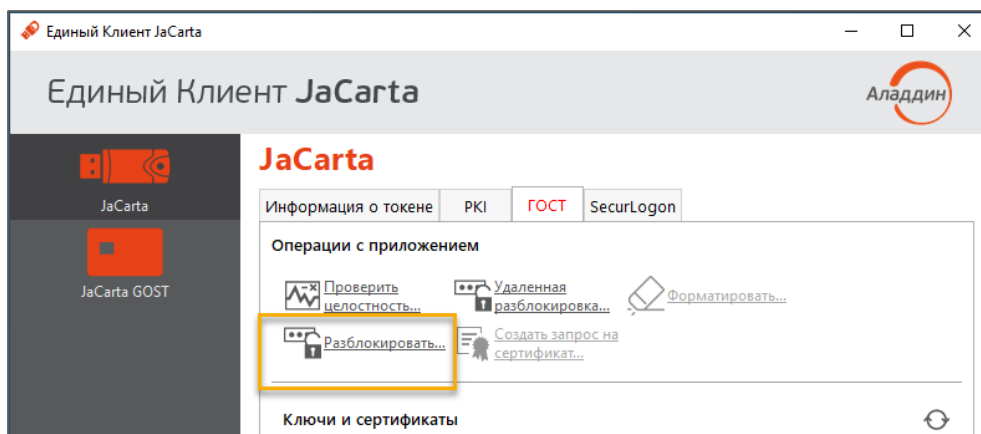 Единый Клиент JaCarta
Единый Клиент JaCarta
Аладдин
JaCarta
JaCarta GOST
JaCarta
Информация о токене PKI ГОСТ SecurLogon
Операции с приложением
Проверить
целостность...
Удаленная
разблокировка...
Форматировать...
Разблокировать...
Создать запрос на
сертификат...
Ключи и сертификаты